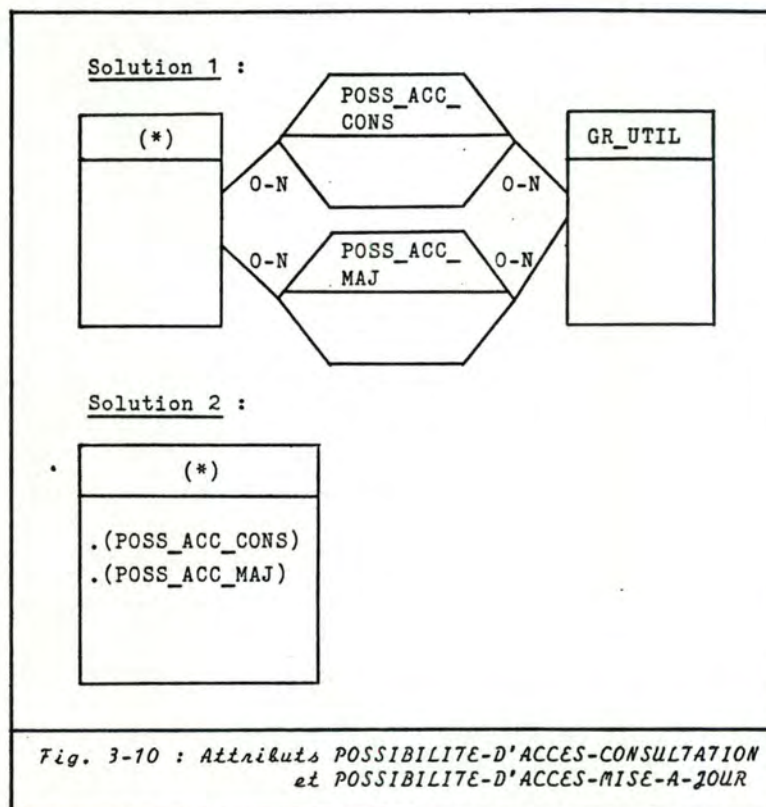 Solution 1 :
POSS_ACC_
CONS
(*)
GR_UTIL
0-N
0-N
0-N
POSS_ACC_
MAJ
0-N
Solution 2 :
(*)
.(POSS_ACC_CONS)
.(POSS_ACC_MAJ)
Fig. 3-10 : Attributs POSSIBILITE-D'ACCES-CONSULTATION
et POSSIBILITE-D'ACCES-MISE-A-JOUR